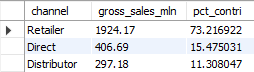 channel gross_sales_mln pct_contri
Retailer 1924.17 73.216922
Direct 406.69 15.475031
Distributor 297.18 11.308047